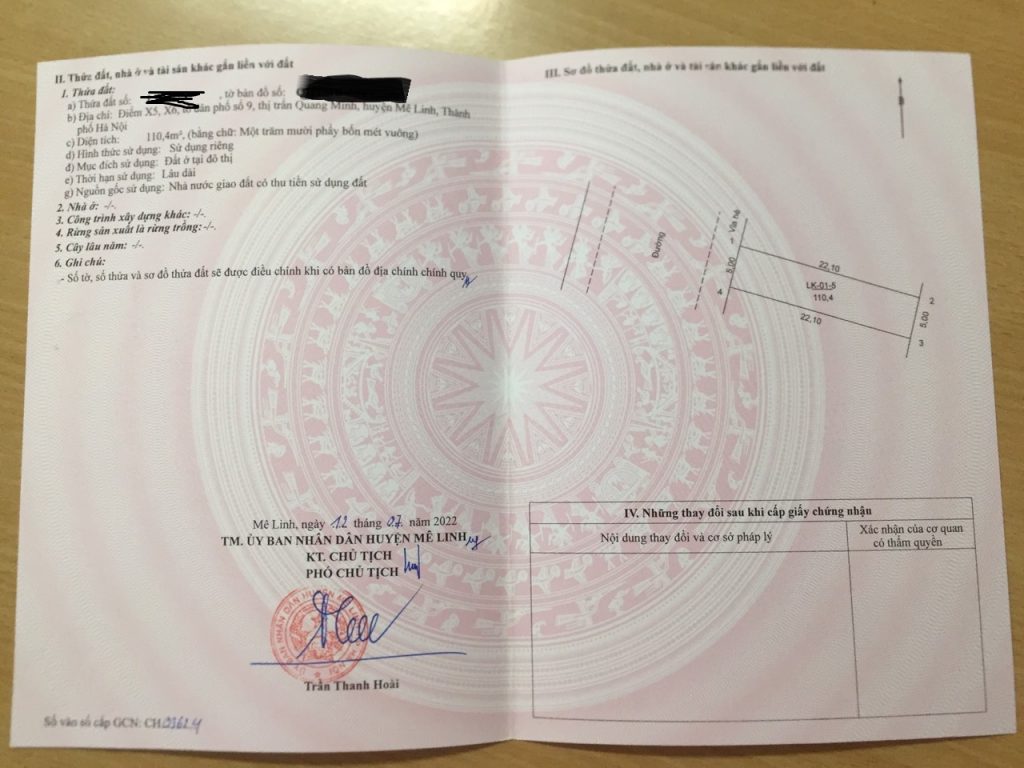 II. Thửa đất, nhà ở và tài sản khác gắn liền với đất
1. Thửa đất:
a) Thửa đất số: , tờ bản đồ số:
b) Địa chỉ: Điểm X5, X6, tổ dân phố số 9, thị trấn Quang Minh, huyện Mê Linh, Thành
phố Hà Nội
c) Diện tích: 110,4m², (bằng chữ: Một trăm mười phẩy bốn mét vuông)
d) Hình thức sử dụng: Sử dụng riêng
đ) Mục đích sử dụng: Đất ở tại đô thị
e) Thời hạn sử dụng: Lâu dài
g) Nguồn gốc sử dụng: Nhà nước giao đất có thu tiền sử dụng đất
2. Nhà ở: -/-.
3. Công trình xây dựng khác: -/-.
4. Rừng sản xuất là rừng trồng: -/-.
5. Cây lâu năm: -/-.
6. Ghi chú:
- Số tờ, số thửa và sơ đồ thửa đất sẽ được điều chỉnh khi có bản đồ địa chính chính quy
Mê Linh, ngày 12 tháng 07 năm 2022
TM. ỦY BAN NHÂN DÂN HUYỆN MÊ LINH
KT. CHỦ TỊCH
PHÓ CHỦ TỊCH
Trần Thanh Hoài
Số vào sổ cấp GCN: CH.03624
III. Sơ đồ thửa đất, nhà ở và tài sản khác gắn liền với đất
B
Đường
Vỉa hè
5,00
4
22,10
LK-01-5
110,4
22,10
2
5,00
3
IV. Những thay đổi sau khi cấp giấy chứng nhận
Nội dung thay đổi và cơ sở pháp lý
Xác nhận của cơ quan
có thẩm quyền